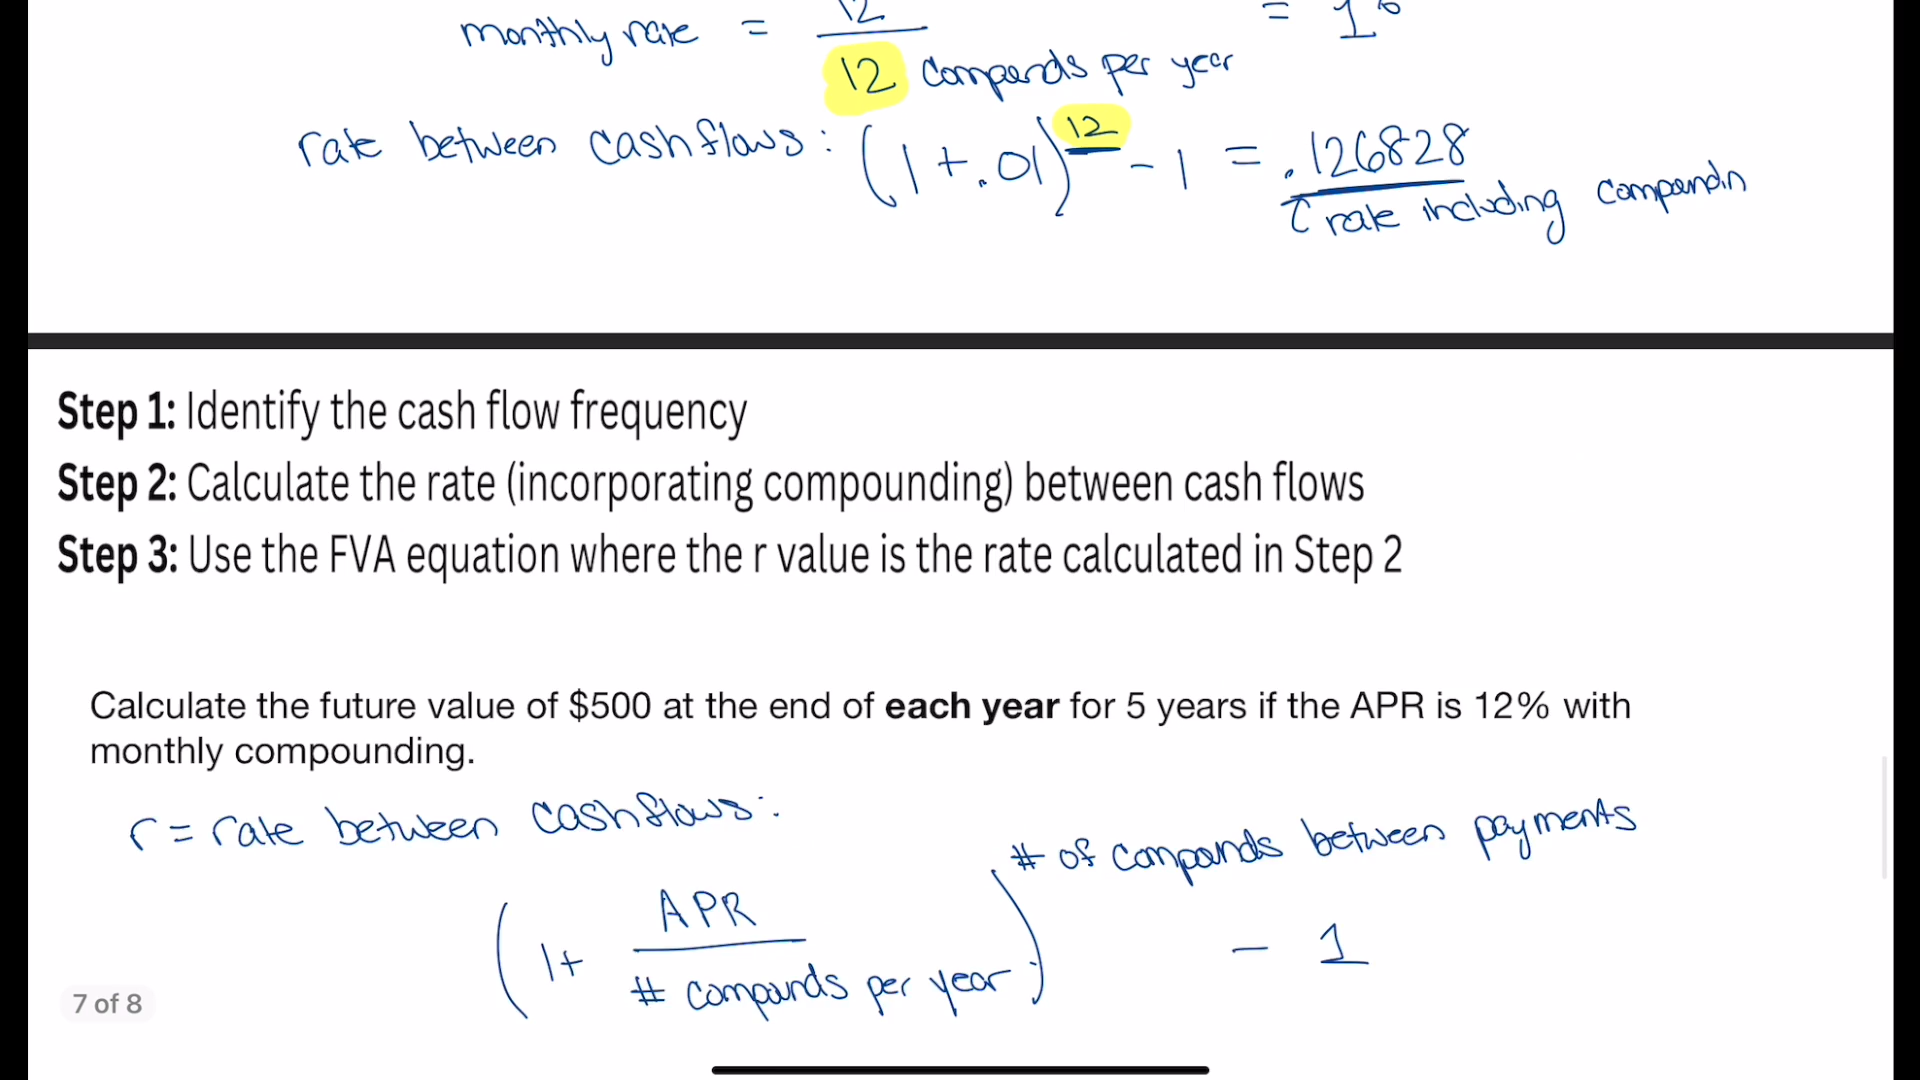 monthly rate = 12 = 1%
12 compounds per year
rate between cashflows: (1 + .01)^12 - 1 = .126828
rate including compoundin
Step 1: Identify the cash flow frequency
Step 2: Calculate the rate (incorporating compounding) between cash flows
Step 3: Use the FVA equation where the r value is the rate calculated in Step 2
Calculate the future value of $500 at the end of each year for 5 years if the APR is 12% with
monthly compounding.
r = rate between cashflows:
# of compounds between payments
(1+ APR
# compounds per year) - 1
7 of 8